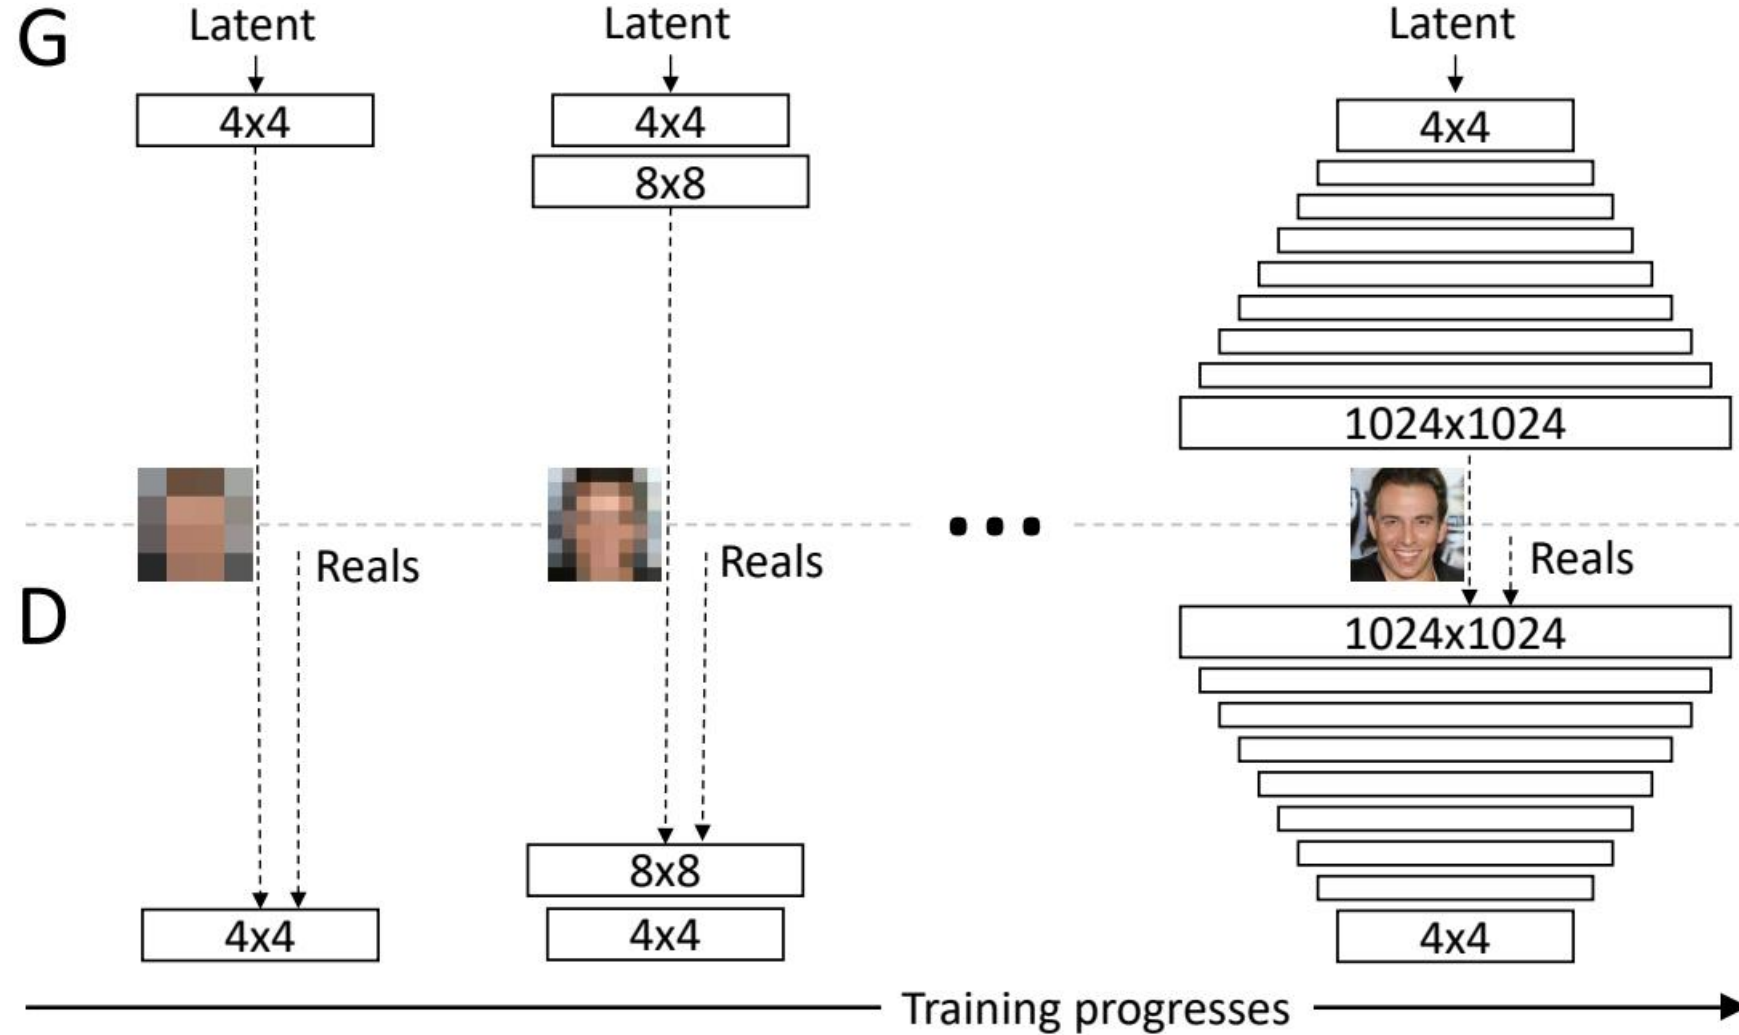 G
Latent
Latent
Latent
4x4
4x4
4x4
8x8
1024x1024
Reals
Reals
Reals
D
1024x1024
8x8
4x4
4x4
4x4
Training progresses